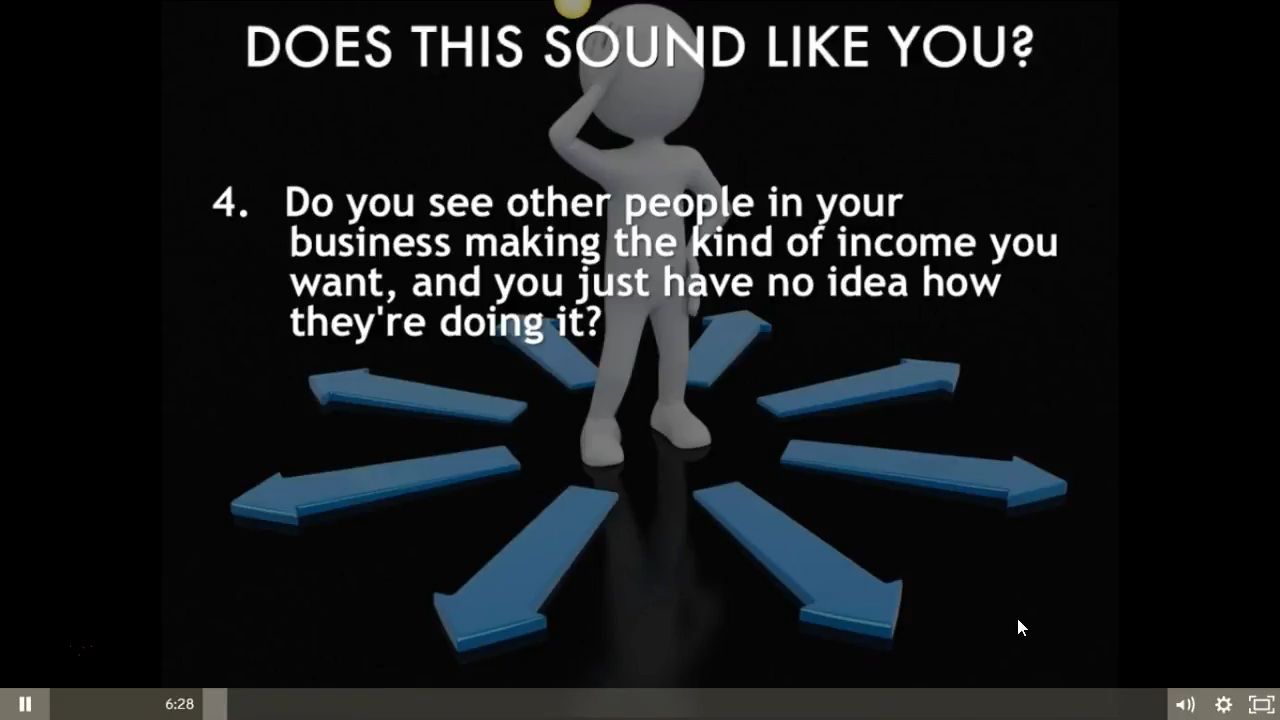 DOES THIS SOUND LIKE YOU?
4. Do you see other people in your
business making the kind of income you
want, and you just have no idea how
they're doing it?
6:28